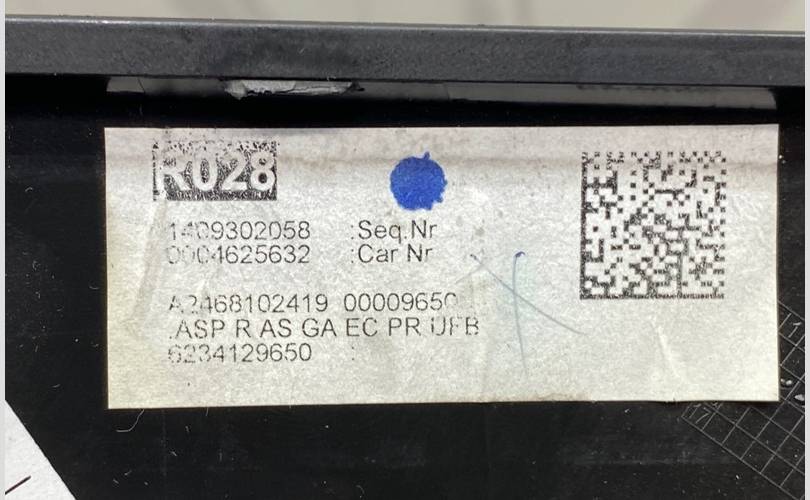 R028
1409302058 :Seq.Nr
0004625632 :Car Nr
A2468102419 00009650
.ASP R AS GA EC PR UFB
6234129650 :